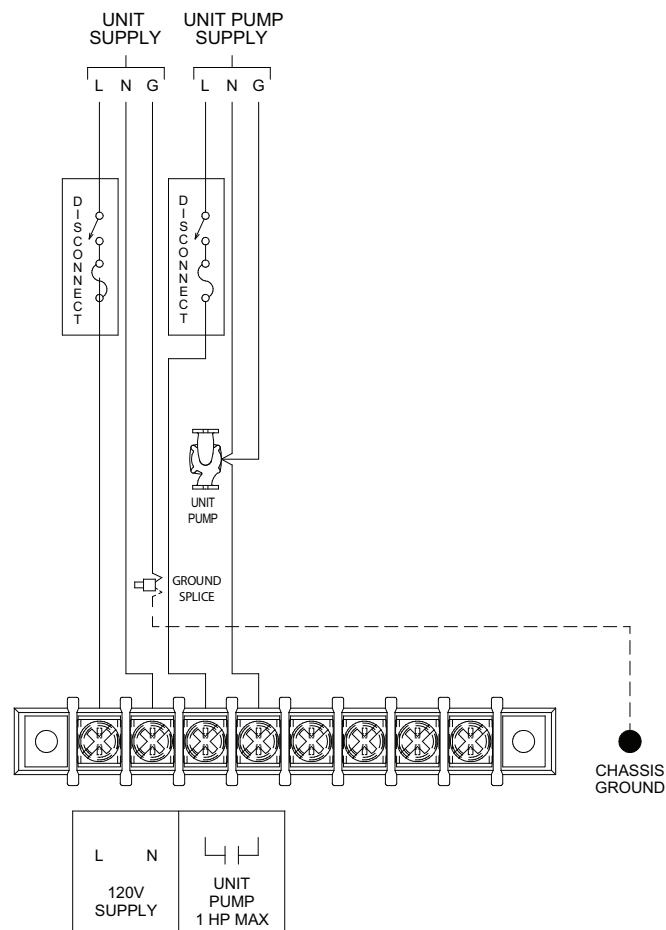 UNIT
SUPPLY
UNIT PUMP
SUPPLY
L N G
L N G
DISCONNECT
DISCONNECT
UNIT
PUMP
GROUND
SPLICE
CHASSIS
GROUND
L N
120V
SUPPLY
UNIT
PUMP
1 HP MAX